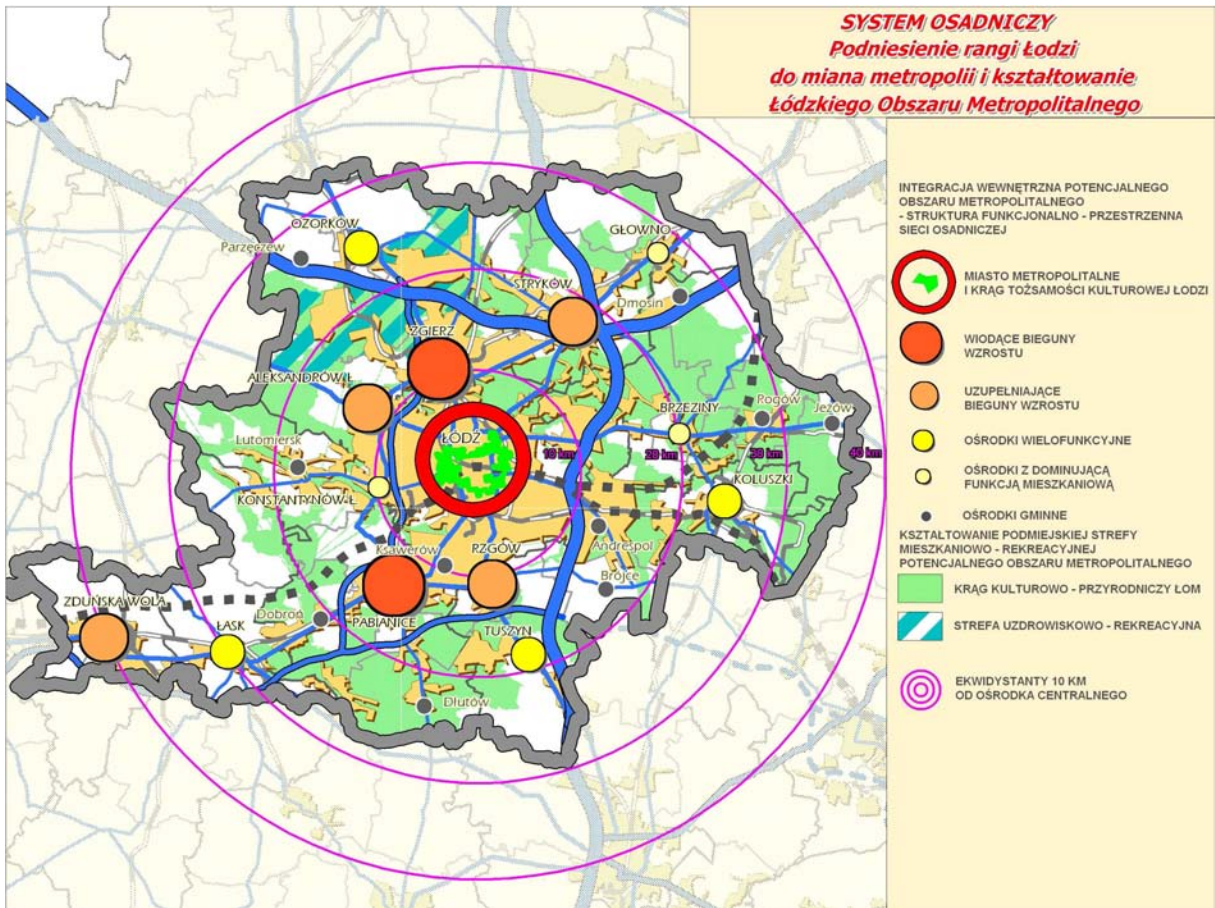 SYSTEM OSADNICZY
Podniesienie rangi Łodzi
do miana metropolii i kształtowanie
Łódzkiego Obszaru Metropolitalnego
INTEGRACJA WEWNĘTRZNA POTENCJALNEGO
OBSZARU METROPOLITALNEGO
- STRUKTURA FUNKCJONALNO - PRZESTRZENNA
SIECI OSADNICZEJ
MIASTO METROPOLITALNE
I KRĄG TOŻSAMOŚCI KULTUROWEJ ŁODZI
WIODĄCE BIEGUNY
WZROSTU
UZUPEŁNIAJĄCE
BIEGUNY WZROSTU
OŚRODKI WIELOFUNKCYJNE
OŚRODKI Z DOMINUJĄCĄ
FUNKCJĄ MIESZKANIOWĄ
OŚRODKI GMINNE
KSZTAŁTOWANIE PODMIEJSKIEJ STREFY
MIESZKANIOWO - REKREACYJNEJ
POTENCJALNEGO OBSZARU METROPOLITALNEGO
KRĄG KULTUROWO - PRZYRODNICZY ŁOM
STREFA UZDROWISKOWO - REKREACYJNA
EKWIDYSTANTY 10 KM
OD OŚRODKA CENTRALNEGO
OZORKÓW
GŁOWNO
Parzęczew
STRYKÓW
Dmosin
ZGIERZ
ALEKSANDRÓW Ł.
BRZEZINY
Rogów
Jeżów
Lutomiersk
ŁÓDŹ
10 km
20 km
30 km
40 km
KONSTANTYNÓW Ł.
KOLUSZKI
Ksawerów
RZGÓW
Andrespol
Brójce
ZDUŃSKA WOLA
Dobroń
PABIANICE
ŁASK
TUSZYN
Dłutów